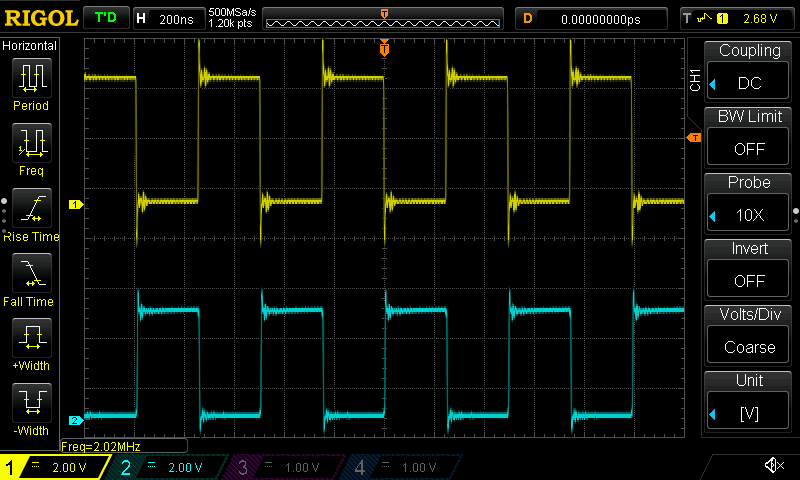 RIGOL T'D H 200ns 500MSa/s 1.20k pts T D 0.00000000ps T 1 2.68 V
Horizontal
Period
Freq
Rise Time
Fall Time
+Width
-Width
T
1
2
T
CH1
Coupling
DC
BW Limit
OFF
Probe
10X
Invert
OFF
Volts/Div
Coarse
Unit
[V]
Freq=2.02MHz
1 2.00 V 2 2.00 V 3 1.00 V 4 1.00 V